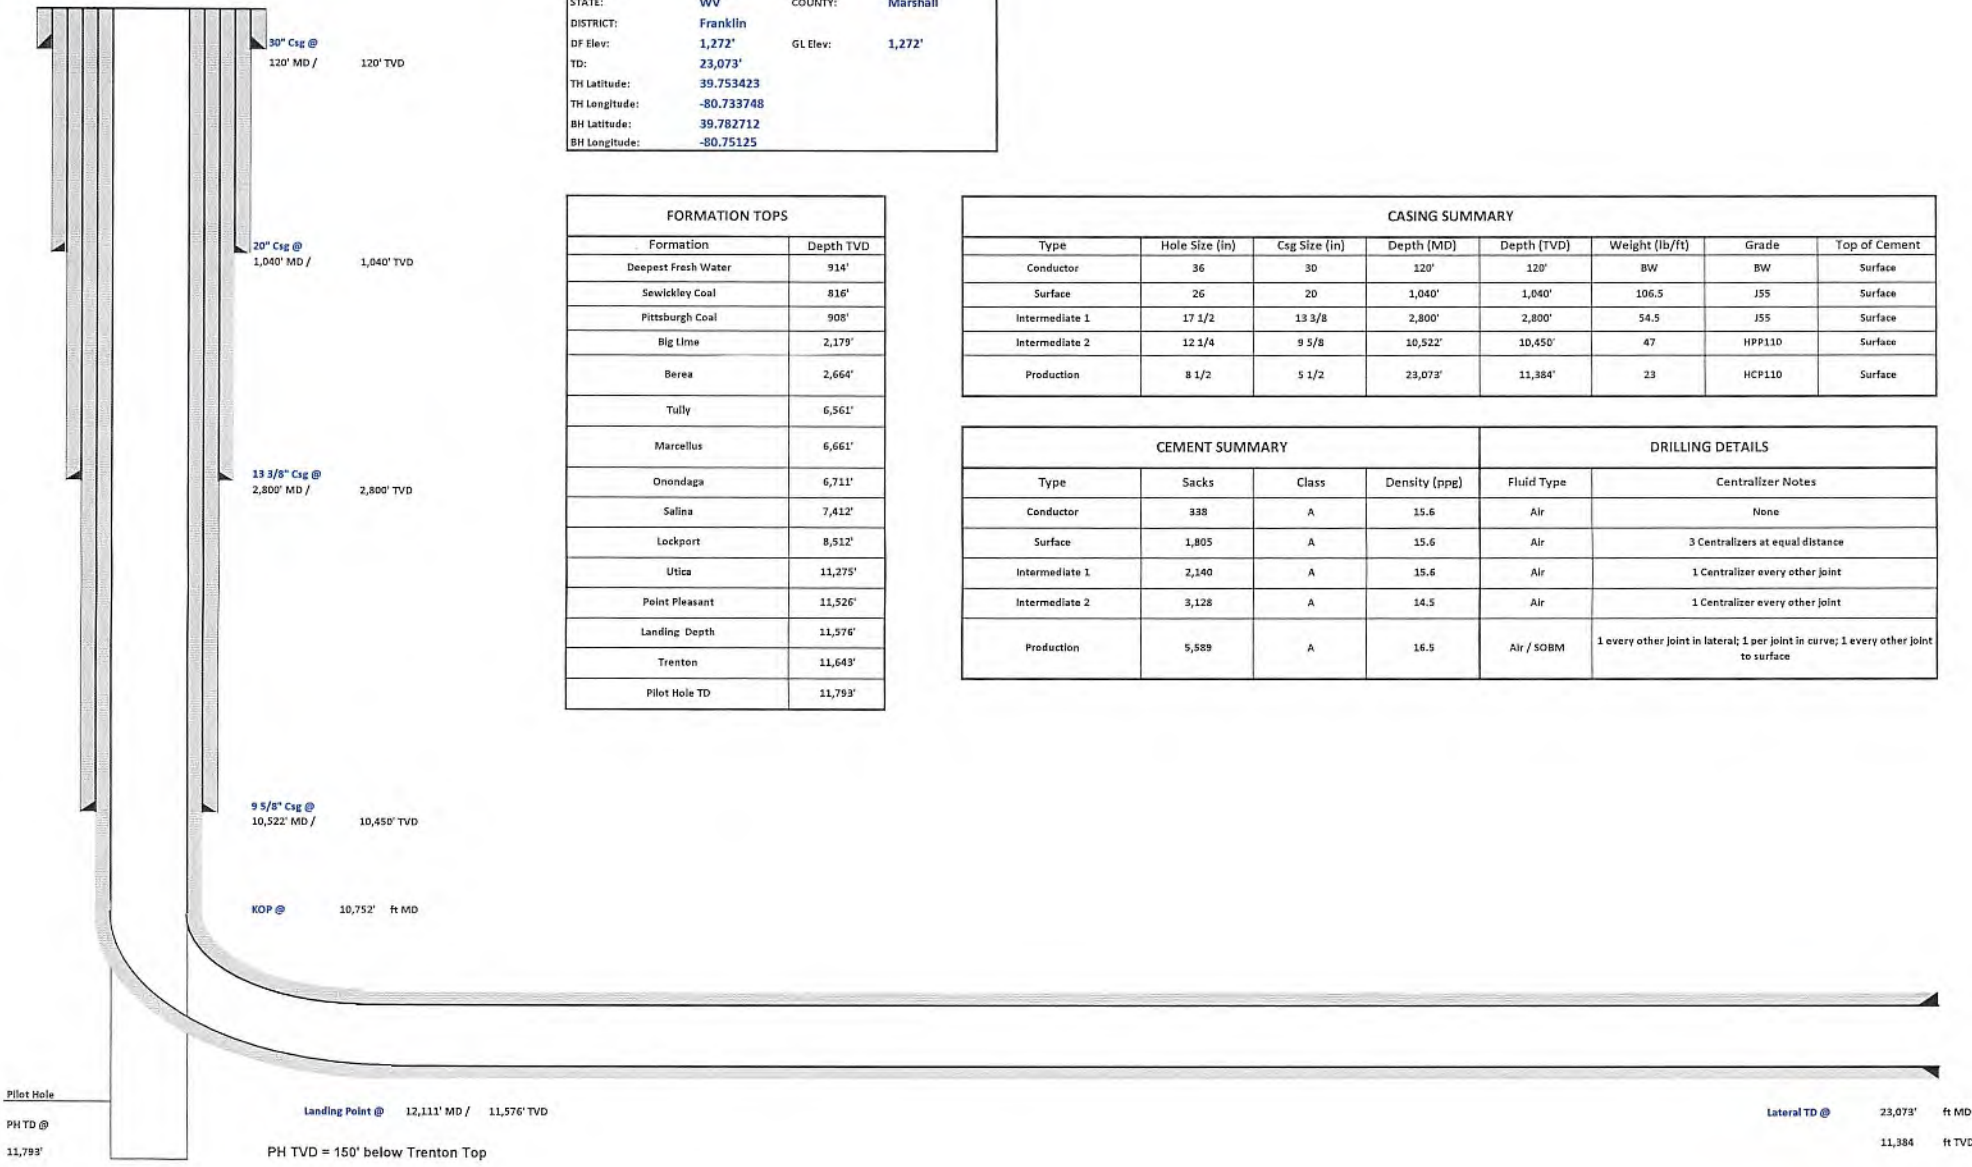 STATE: WV COUNTY: Marshall
DISTRICT: Franklin
DF Elev: 1,272' GL Elev: 1,272'
TD: 23,073'
TH Latitude: 39.753423
TH Longitude: -80.733748
BH Latitude: 39.782712
BH Longitude: -80.75125
30" Csg @
120' MD / 120' TVD
20" Csg @
1,040' MD / 1,040' TVD
13 3/8" Csg @
2,800' MD / 2,800' TVD
9 5/8" Csg @
10,522' MD / 10,450' TVD
KOP @ 10,752' ft MD
FORMATION TOPS
Formation Depth TVD
Deepest Fresh Water 914'
Sewickley Coal 816'
Pittsburgh Coal 908'
Big Lime 2,179'
Berea 2,664'
Tully 6,561'
Marcellus 6,661'
Onondaga 6,711'
Salina 7,412'
Lockport 8,512'
Utica 11,275'
Point Pleasant 11,526'
Landing Depth 11,576'
Trenton 11,643'
Pilot Hole TD 11,793'
CASING SUMMARY
Type Hole Size (in) Csg Size (in) Depth (MD) Depth (TVD) Weight (lb/ft) Grade Top of Cement
Conductor 36 30 120' 120' BW BW Surface
Surface 26 20 1,040' 1,040' 106.5 J55 Surface
Intermediate 1 17 1/2 13 3/8 2,800' 2,800' 54.5 J55 Surface
Intermediate 2 12 1/4 9 5/8 10,522' 10,450' 47 HPP110 Surface
Production 8 1/2 5 1/2 23,073' 11,384' 23 HCP110 Surface
CEMENT SUMMARY DRILLING DETAILS
Type Sacks Class Density (ppg) Fluid Type Centralizer Notes
Conductor 338 A 15.6 Air None
Surface 1,805 A 15.6 Air 3 Centralizers at equal distance
Intermediate 1 2,140 A 15.6 Air 1 Centralizer every other joint
Intermediate 2 3,128 A 14.5 Air 1 Centralizer every other joint
Production 5,589 A 16.5 Air / SOBM 1 every other joint in lateral; 1 per joint in curve; 1 every other joint
to surface
Pilot Hole
PH TD @
11,793'
Landing Point @ 12,111' MD / 11,576' TVD
PH TVD = 150' below Trenton Top
Lateral TD @ 23,073' ft MD
11,384 ft TVD